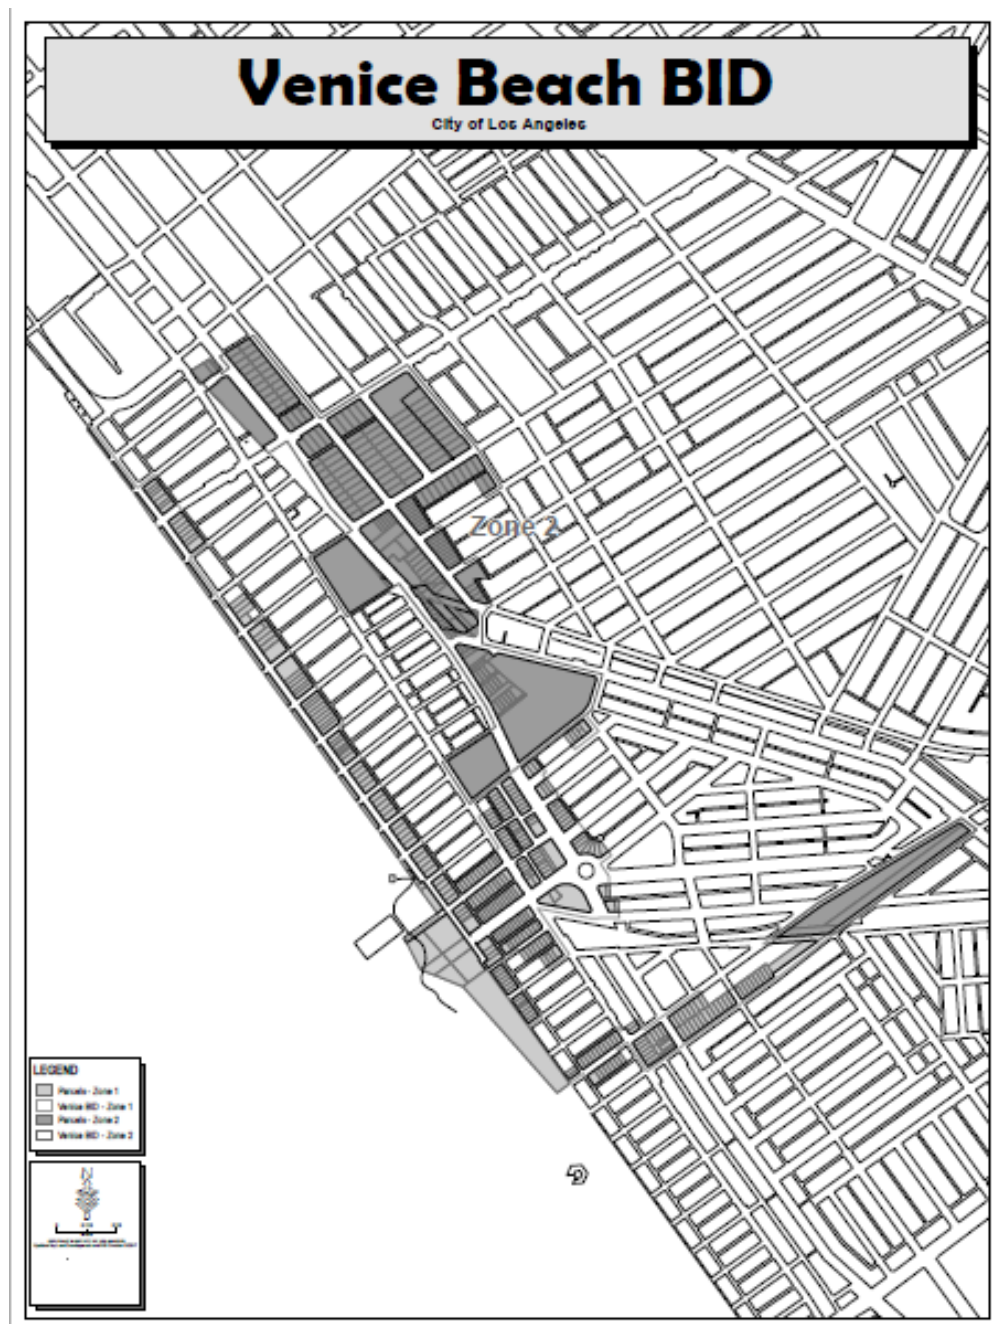 Venice Beach BID
City of Los Angeles
Zone 2
LEGEND
Parcels - Zone 1
Venice BID - Zone 1
Parcels - Zone 2
Venice BID - Zone 2
N